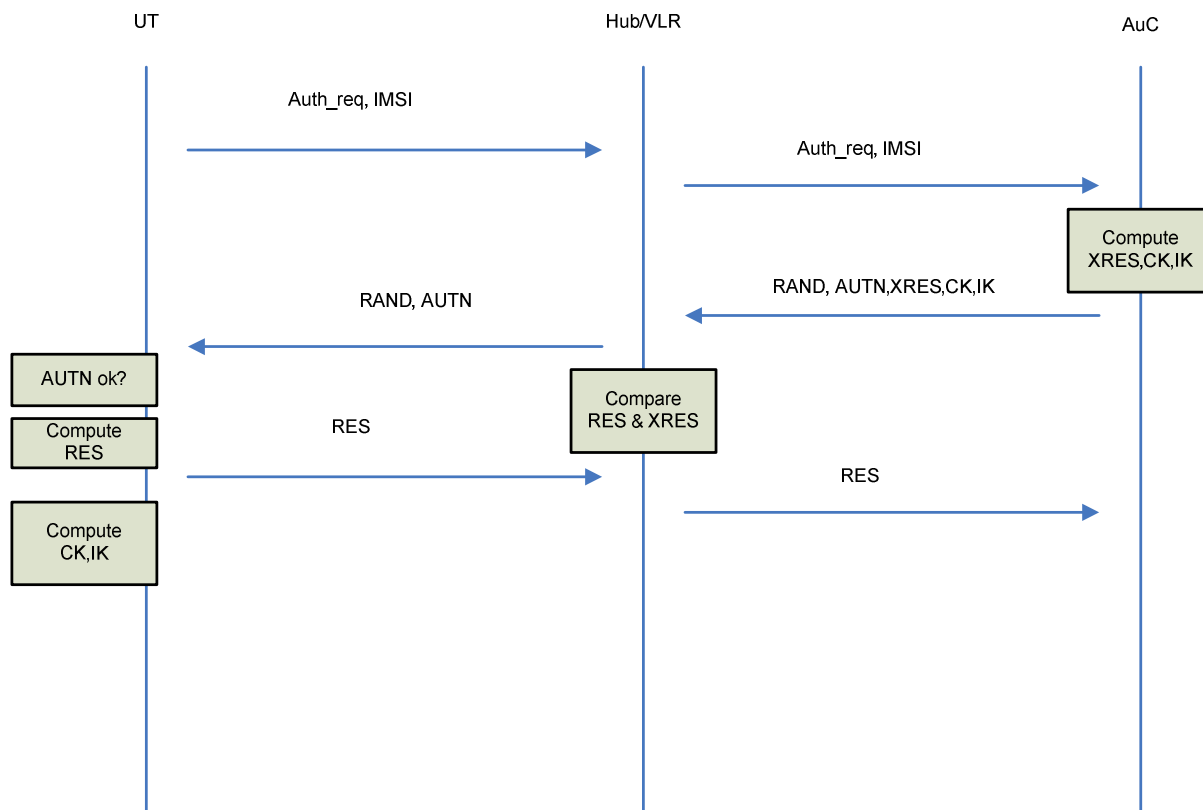 UT
Hub/VLR
AuC
Auth_req, IMSI
Auth_req, IMSI
Compute
XRES,CK,IK
RAND, AUTN,XRES,CK,IK
RAND, AUTN
AUTN ok?
Compare
RES & XRES
Compute
RES
RES
RES
Compute
CK,IK